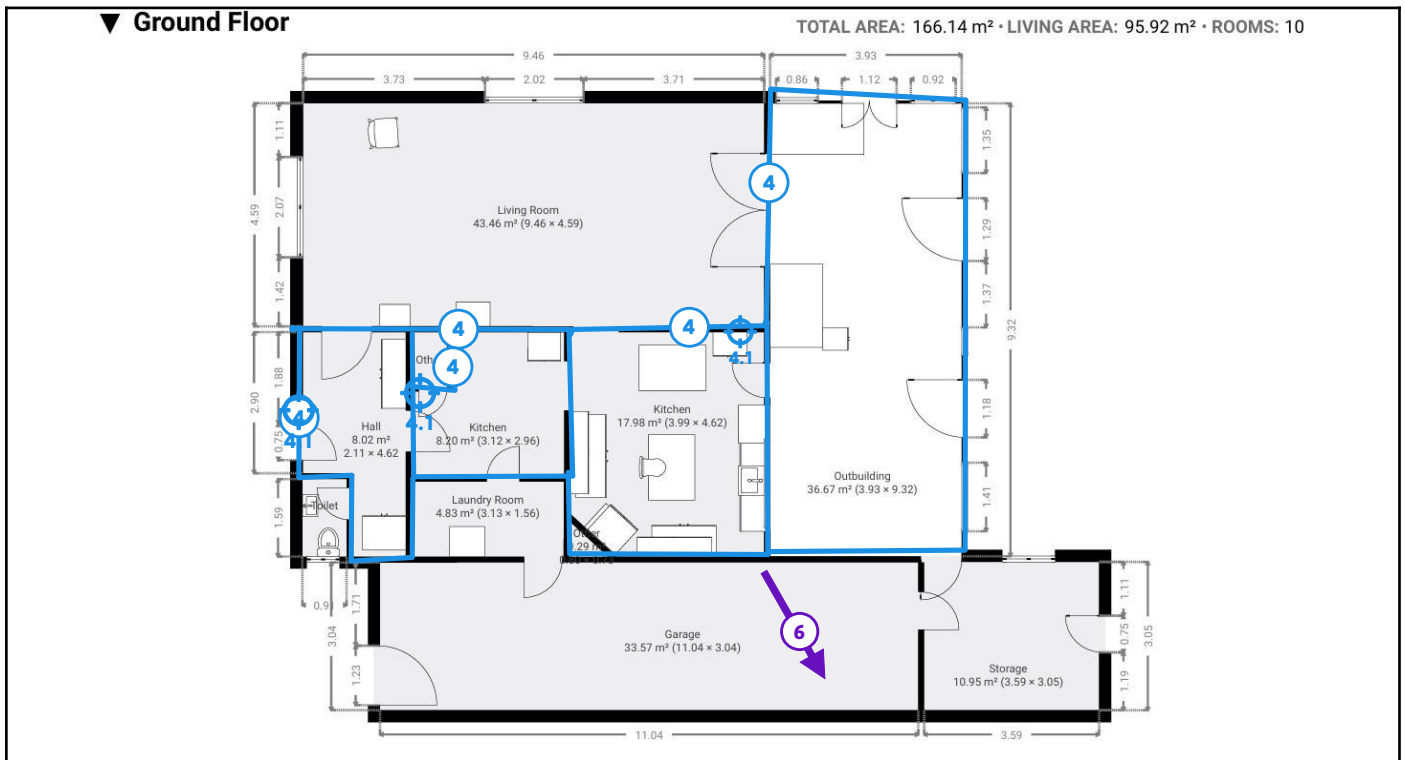 ▼ Ground Floor
TOTAL AREA: 166.14 m² • LIVING AREA: 95.92 m² • ROOMS: 10
9.46
3.93
3.73
2.02
3.71
0.86
1.12
0.92
1.11
1.35
4
2.07
4.59
Living Room
43.46 m² (9.46 × 4.59)
1.29
1.42
1.37
4
4
4.1
9.32
4
1.88
2.90
4.1
4
4.1
0.75
Hall
8.02 m²
2.11 × 4.62
Kitchen
8.20 m² (3.12 × 2.96)
Kitchen
17.98 m² (3.99 × 4.62)
1.18
Outbuilding
36.67 m² (3.93 × 9.32)
1.41
1.59
Toilet
Laundry Room
4.83 m² (3.13 × 1.56)
1.71
3.04
1.23
6
Garage
33.57 m² (11.04 × 3.04)
Storage
10.95 m² (3.59 × 3.05)
1.11
0.75
1.19
3.05
11.04
3.59